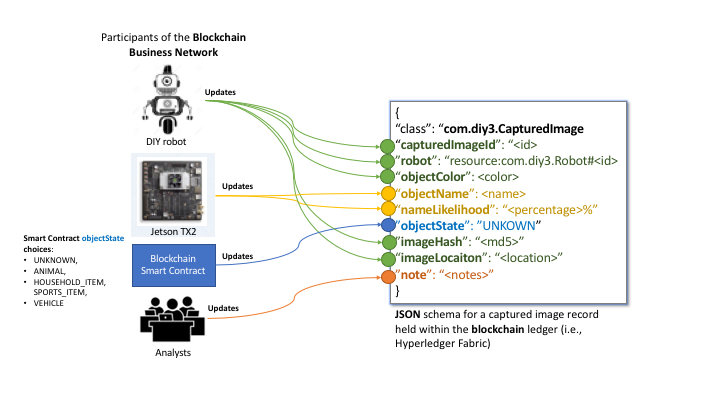 Participants of the Blockchain
Business Network
Updates
DIY robot
Updates
Jetson TX2
Smart Contract objectState
choices:
• UNKNOWN,
• ANIMAL,
• HOUSEHOLD_ITEM,
SPORTS_ITEM,
• VEHICLE
Blockchain
Smart Contract
Updates
Updates
Analysts
{
“class”: “com.diy3.CapturedImage
“capturedImageId”: “<id>
“robot”: “resource:com.diy3.Robot#<id>
“objectColor”: <color>
“objectName”: <name>
“nameLikelihood”: “<percentage>%”
“objectState”: ”UNKOWN”
“imageHash”: “<md5>”
“imageLocaiton”: “<location>”
“note”: “<notes>”
}
JSON schema for a captured image record
held within the blockchain ledger (i.e.,
Hyperledger Fabric)